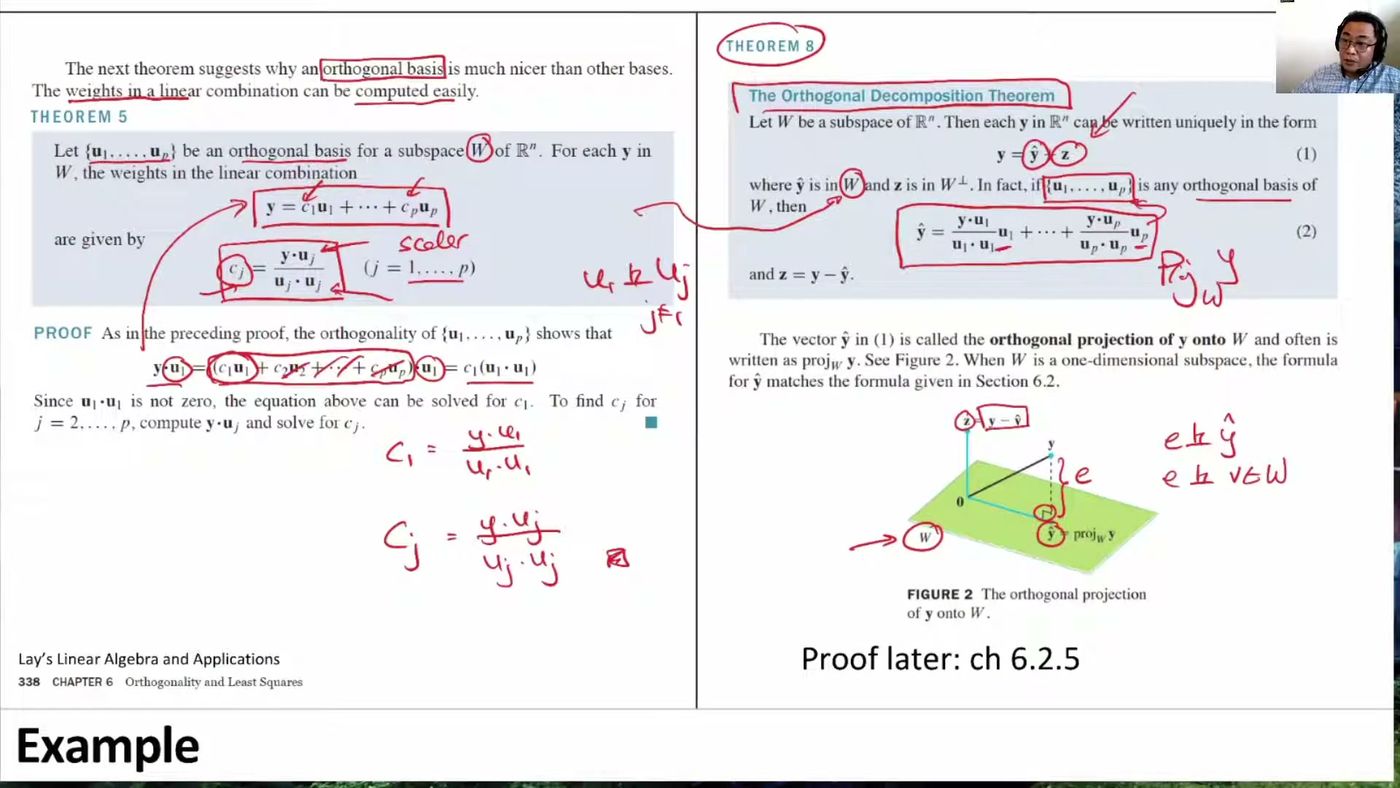 The next theorem suggests why an orthogonal basis is much nicer than other bases.
The weights in a linear combination can be computed easily.
THEOREM 5
Let {u₁, . . . , uₚ} be an orthogonal basis for a subspace W of ℝⁿ. For each y in
W, the weights in the linear combination
y = c₁u₁ + · · · + cₚuₚ
are given by
scaler
cⱼ = y·uⱼ / uⱼ·uⱼ (j = 1, . . . , p)
u₁ ⊥ uⱼ
j≠1
PROOF As in the preceding proof, the orthogonality of {u₁, . . . , uₚ} shows that
y·u₁ = (c₁u₁ + c₂u₂ + · · · + cₚuₚ)·u₁ = c₁(u₁·u₁)
Since u₁·u₁ is not zero, the equation above can be solved for c₁. To find cⱼ for
j = 2, . . . , p, compute y·uⱼ and solve for cⱼ.
C₁ = y·u₁ / u₁·u₁
Cⱼ = y·uⱼ / uⱼ·uⱼ
Lay's Linear Algebra and Applications
338 CHAPTER 6 Orthogonality and Least Squares
THEOREM 8
The Orthogonal Decomposition Theorem
Let W be a subspace of ℝⁿ. Then each y in ℝⁿ can be written uniquely in the form
y = ŷ + z (1)
where ŷ is in W and z is in W⊥. In fact, if {u₁, . . . , uₚ} is any orthogonal basis of
W, then
ŷ = y·u₁ / u₁·u₁ u₁ + · · · + y·uₚ / uₚ·uₚ uₚ (2)
and z = y − ŷ.
Proj_W y
The vector ŷ in (1) is called the orthogonal projection of y onto W and often is
written as proj_W y. See Figure 2. When W is a one-dimensional subspace, the formula
for ŷ matches the formula given in Section 6.2.
z = y − ŷ
y
e
0
W
ŷ = proj_W y
e ⊥ ŷ
e ⊥ v∈W
FIGURE 2 The orthogonal projection
of y onto W.
Proof later: ch 6.2.5
Example